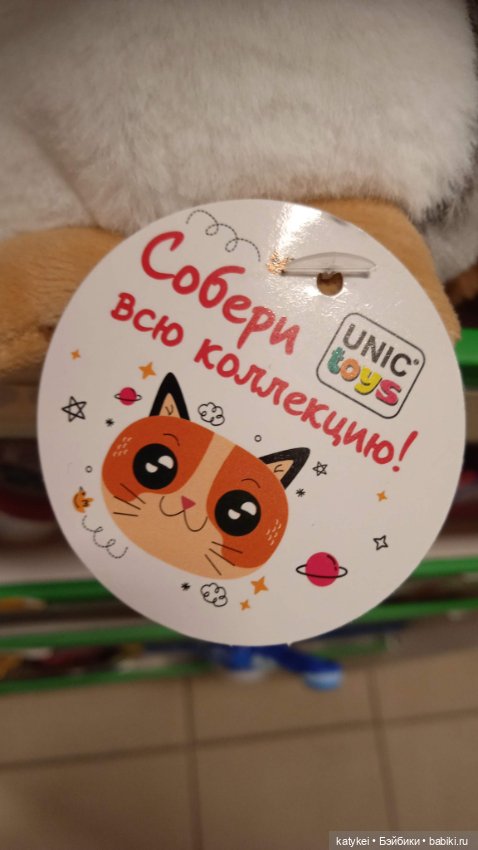 Собери
всю коллекцию!
UNIC®
toys
katykei • Бэйбики • babiki.ru